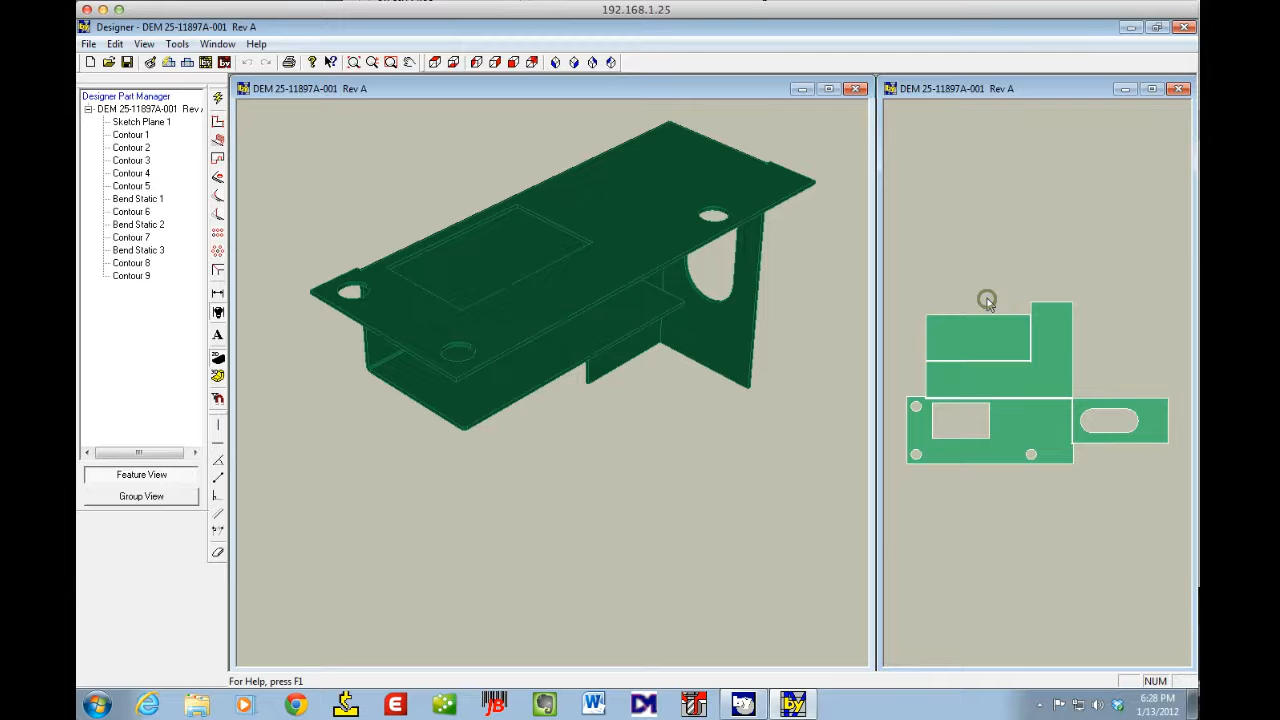 192.168.1.25
Designer - DEM 25-11897A-001 Rev A
File Edit View Tools Window Help
DEM 25-11897A-001 Rev A
DEM 25-11897A-001 Rev A
Designer Part Manager
DEM 25-11897A-001 Rev
Sketch Plane 1
Contour 1
Contour 2
Contour 3
Contour 4
Contour 5
Bend Static 1
Contour 6
Bend Static 2
Contour 7
Bend Static 3
Contour 8
Contour 9
Feature View
Group View
For Help, press F1
NUM
6:28 PM
1/13/2012